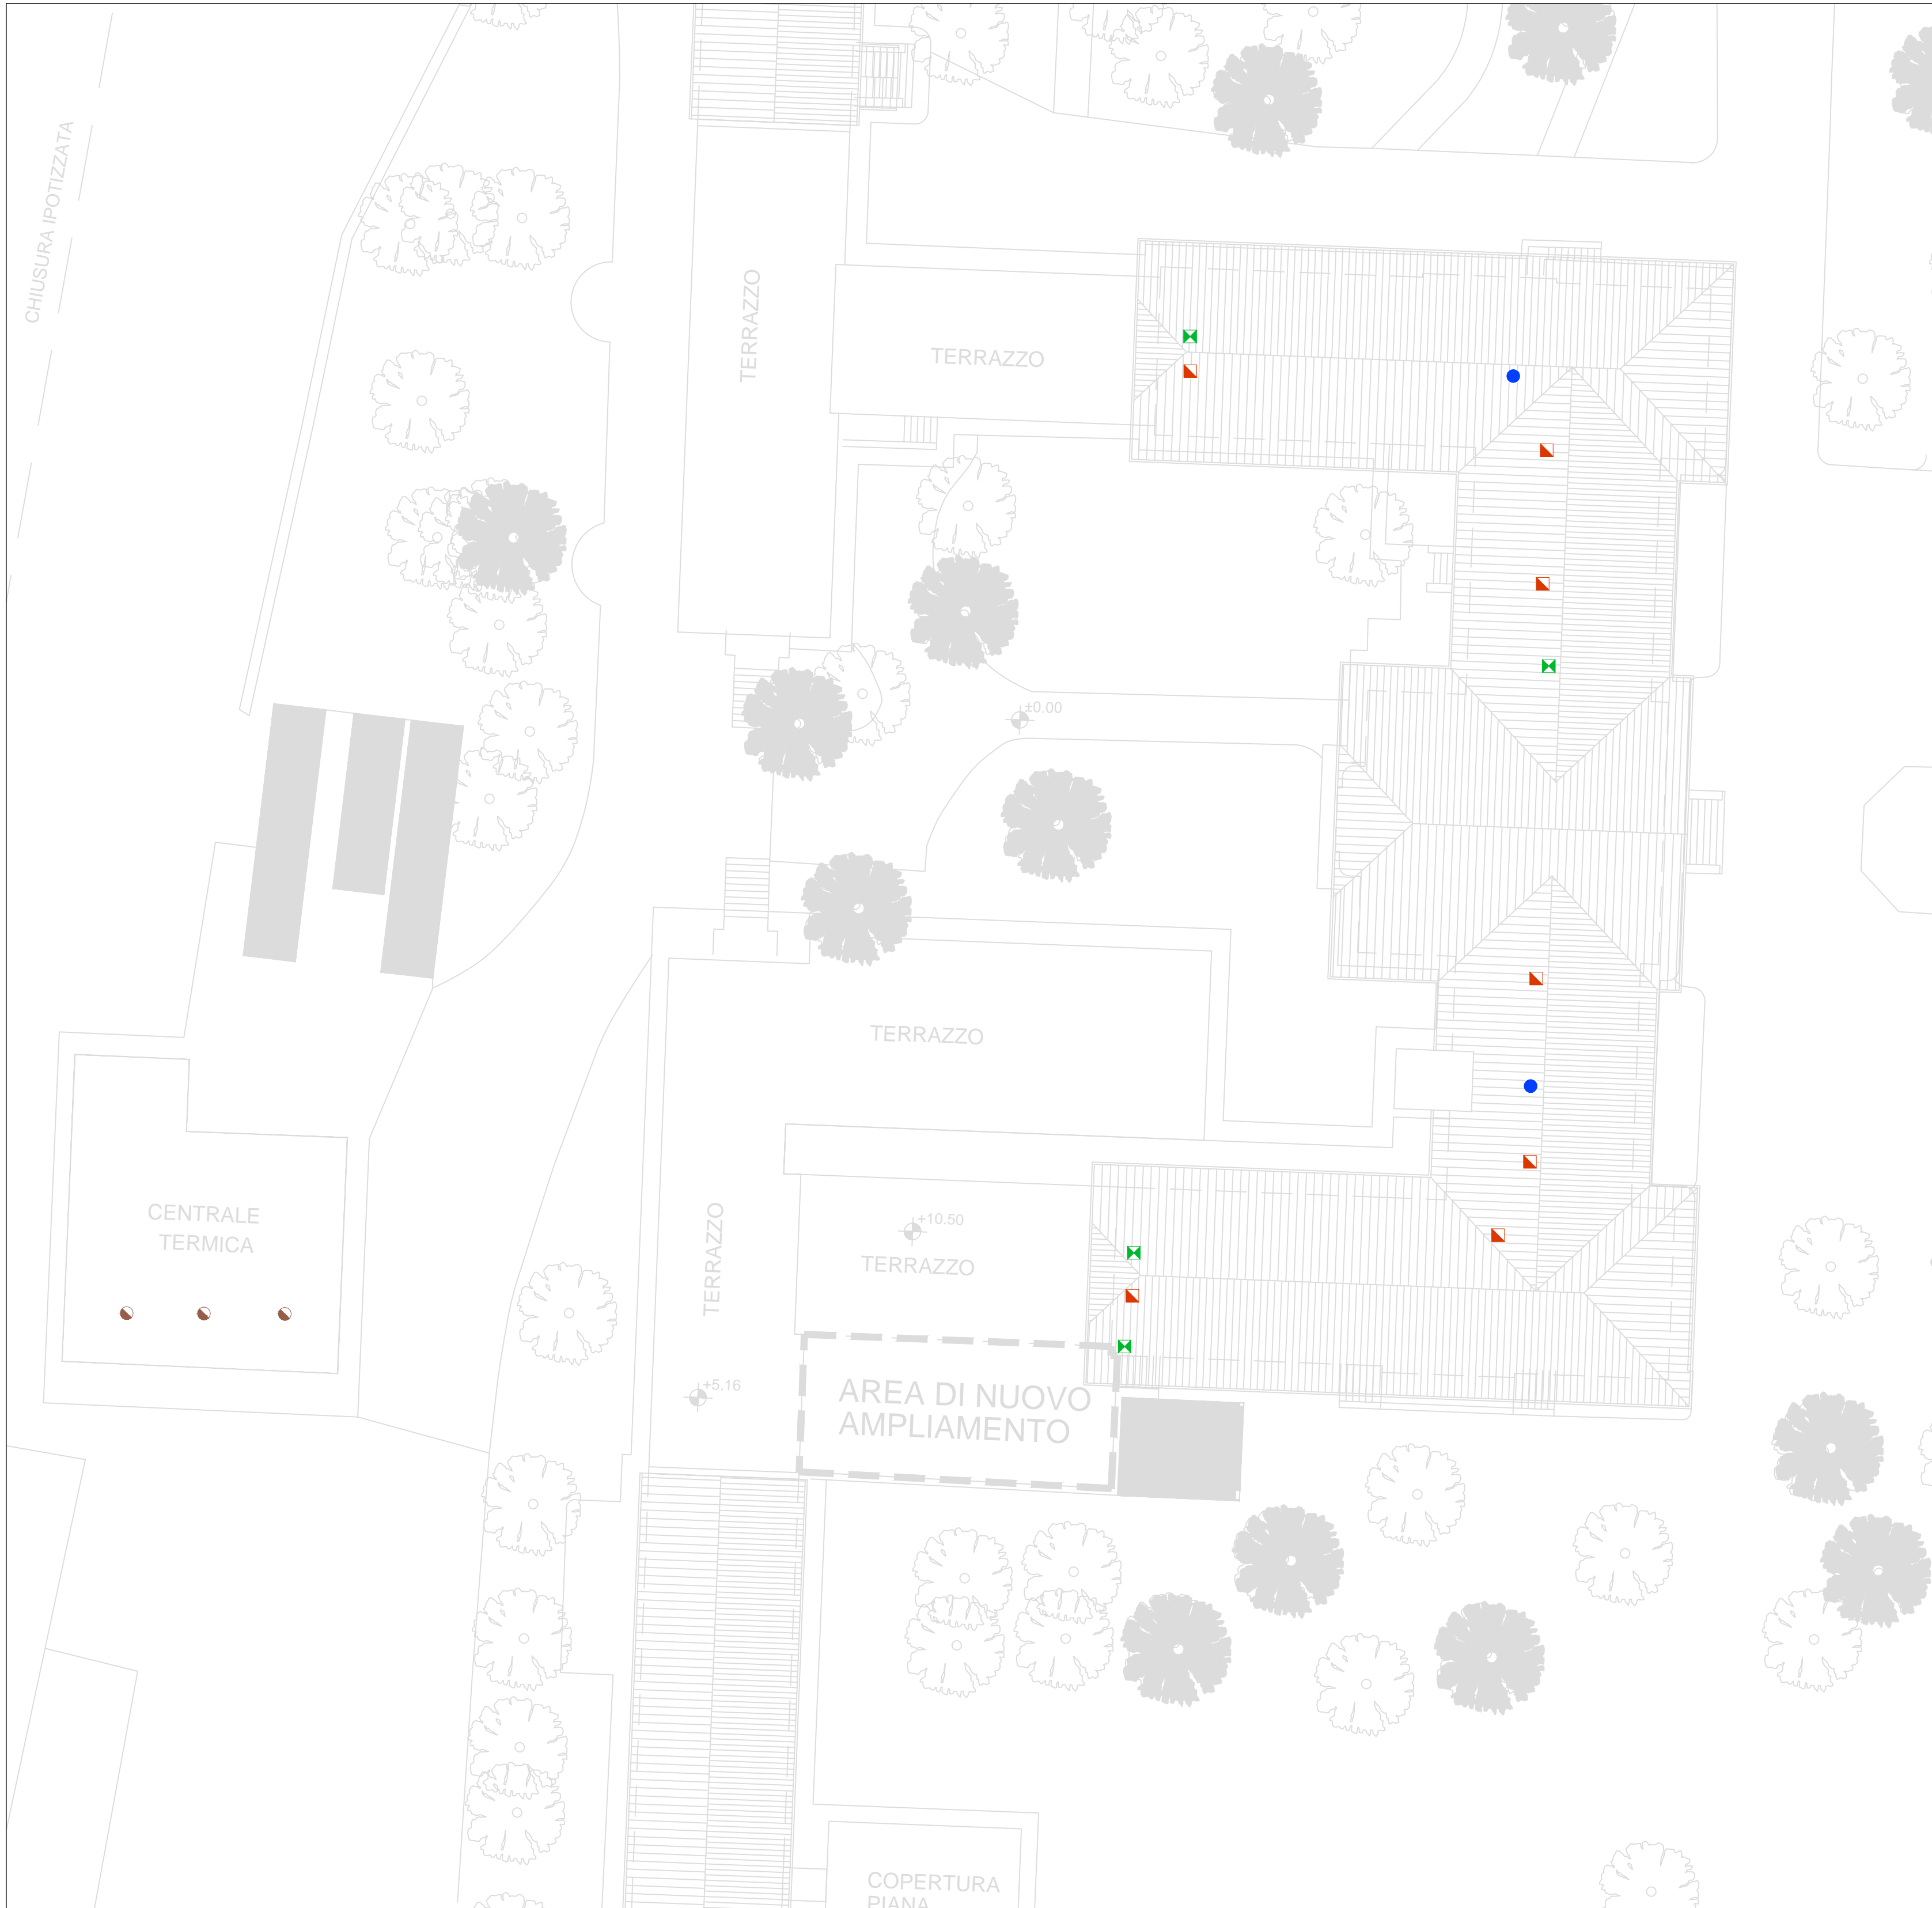 CHIUSURA IPOTIZZATA
TERRAZZO
TERRAZZO
±0.00
TERRAZZO
CENTRALE
TERMICA
TERRAZZO
+10.50
TERRAZZO
+5.16
AREA DI NUOVO
AMPLIAMENTO
COPERTURA
PIANA